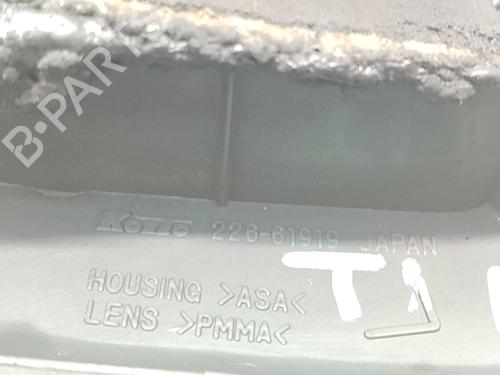 B-PARTS
KOITO 226-61919 JAPAN
HOUSING >ASA<
LENS >PMMA<